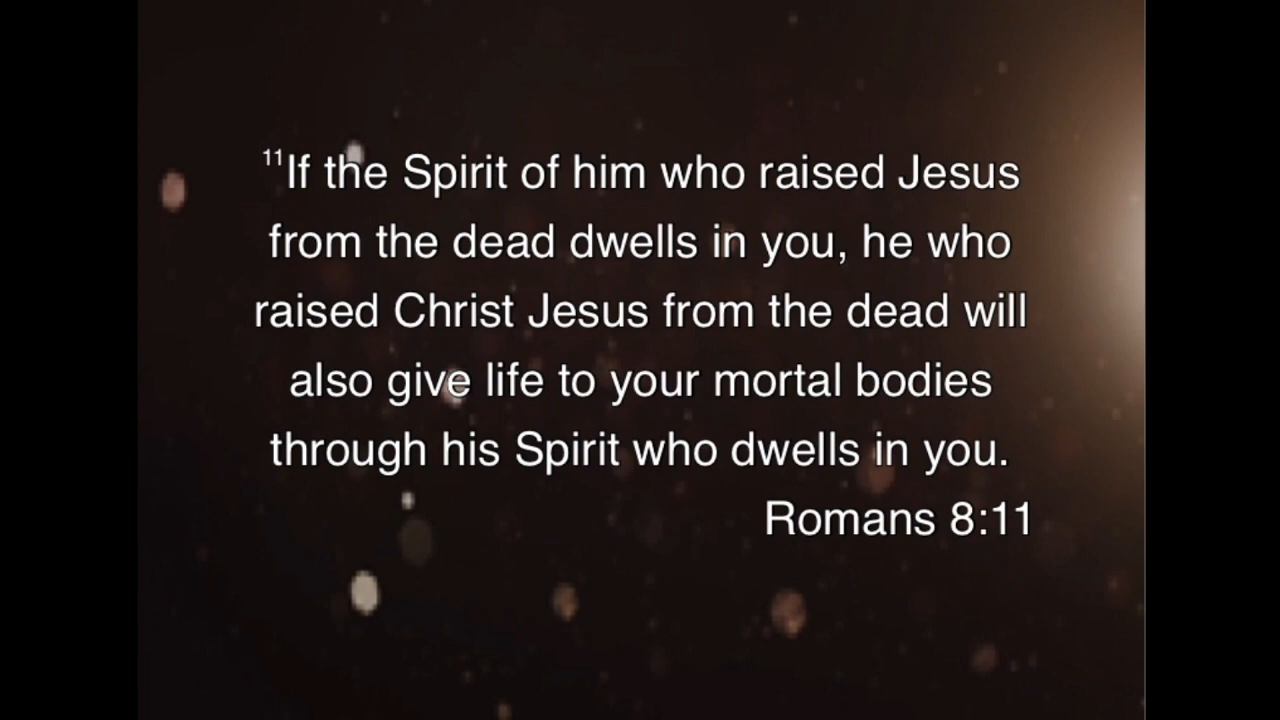 11If the Spirit of him who raised Jesus
from the dead dwells in you, he who
raised Christ Jesus from the dead will
also give life to your mortal bodies
through his Spirit who dwells in you.
Romans 8:11